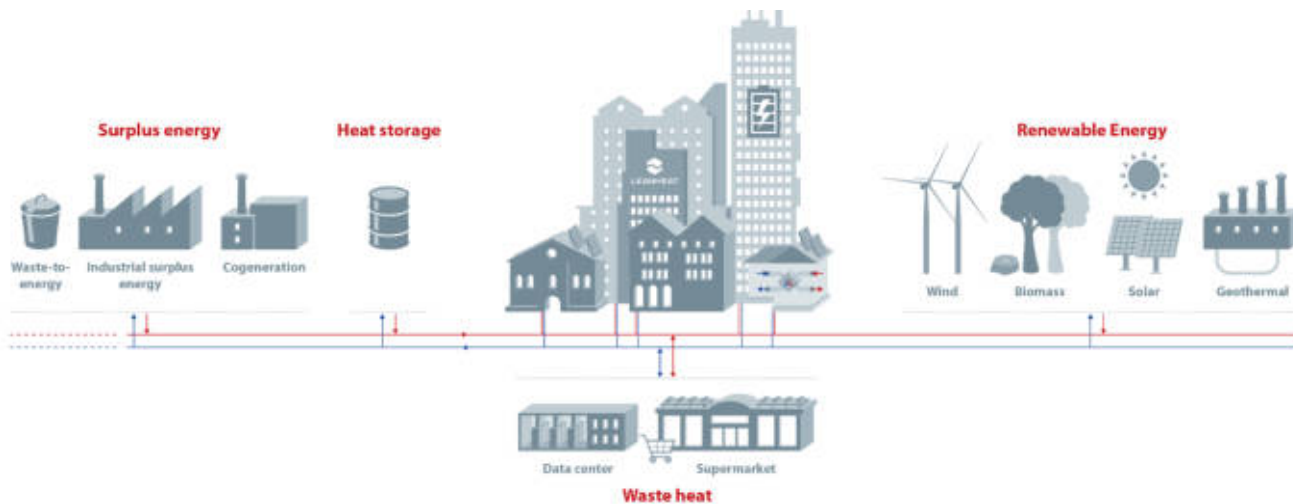 Surplus energy
Heat storage
Renewable Energy
Waste-to-
energy
Industrial surplus
energy
Cogeneration
Wind
Biomass
Solar
Geothermal
Data center
Supermarket
Waste heat